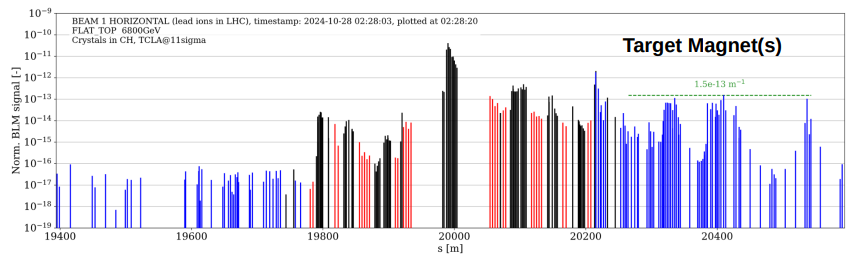 BEAM 1 HORIZONTAL (lead ions in LHC), timestamp: 2024-10-28 02:28:03, plotted at 02:28:20
FLAT_TOP  6800GeV
Crystals in CH, TCLA@11sigma
Target Magnet(s)
1.5e-13 m⁻¹
Norm. BLM signal [-]
10⁻⁹
10⁻¹⁰
10⁻¹¹
10⁻¹²
10⁻¹³
10⁻¹⁴
10⁻¹⁵
10⁻¹⁶
10⁻¹⁷
10⁻¹⁸
10⁻¹⁹
19400 19600 19800 20000 20200 20400
s [m]